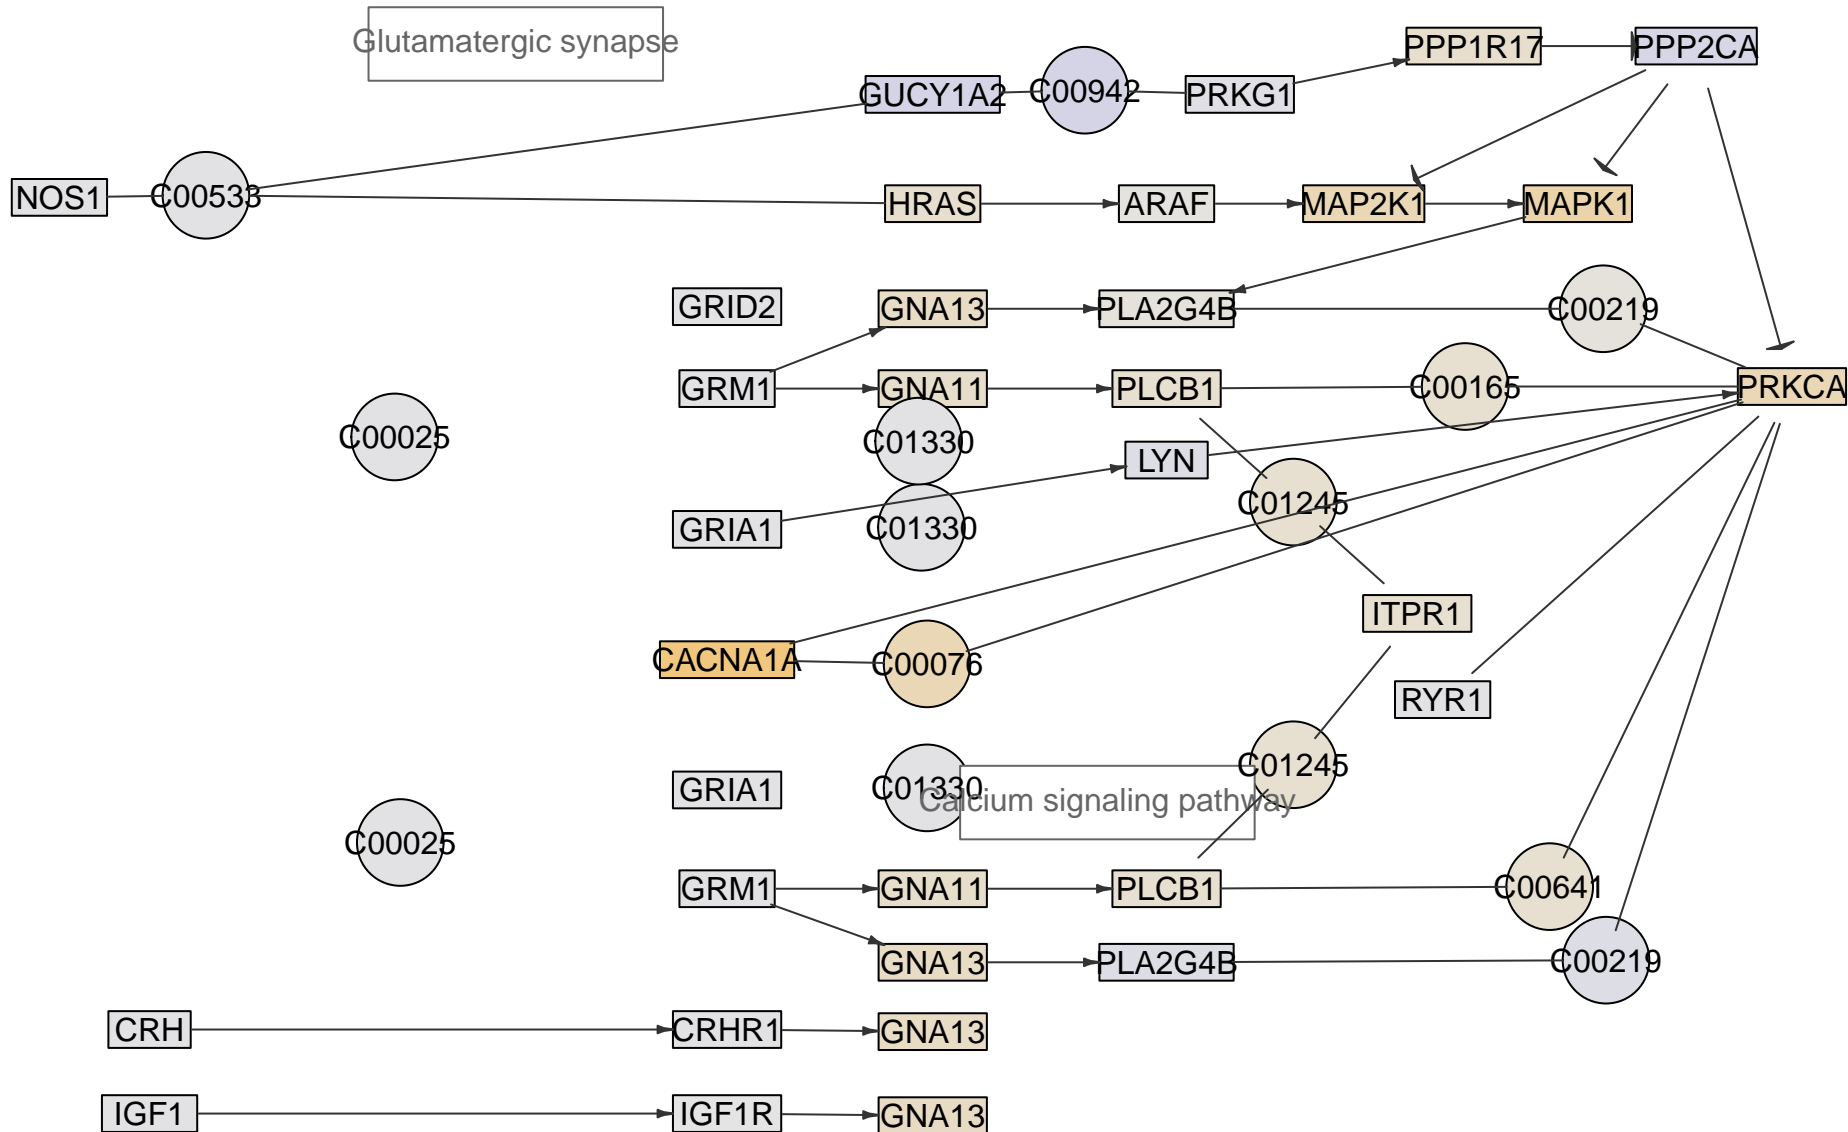 Glutamatergic synapse
PPP1R17
PPP2CA
GUCY1A2
C00942
PRKG1
NOS1
C00533
HRAS
ARAF
MAP2K1
MAPK1
GRID2
GNA13
PLA2G4B
C00219
GRM1
GNA11
PLCB1
C00165
PRKCA
C00025
C01330
LYN
GRIA1
C01330
C01245
ITPR1
CACNA1A
C00076
RYR1
GRIA1
C01330
C01245
Calcium signaling pathway
C00025
GRM1
GNA11
PLCB1
C00641
GNA13
PLA2G4B
C00219
CRH
CRHR1
GNA13
IGF1
IGF1R
GNA13